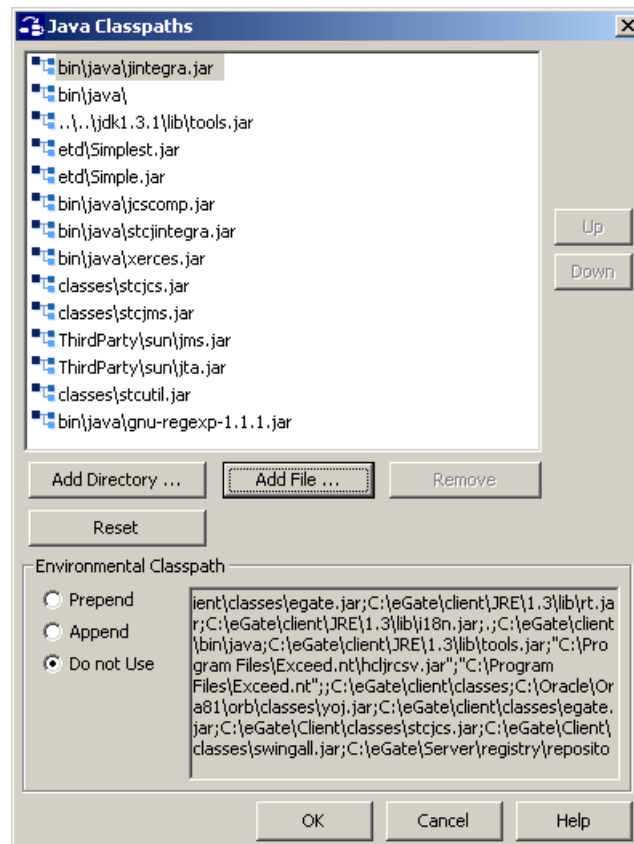 Java Classpaths
bin\java\jintegra.jar
bin\java\
..\..\jdk1.3.1\lib\tools.jar
etd\Simplest.jar
etd\Simple.jar
bin\java\jcscomp.jar
bin\java\stcjintegra.jar
bin\java\xerces.jar
classes\stcjcs.jar
classes\stcjms.jar
ThirdParty\sun\jms.jar
ThirdParty\sun\jta.jar
classes\stcutil.jar
bin\java\gnu-regexp-1.1.1.jar
Up
Down
Add Directory ...
Add File ...
Remove
Reset
Environmental Classpath
Prepend
Append
Do not Use
ient\classes\egate.jar;C:\eGate\client\JRE\1.3\lib\rt.ja
r;C:\eGate\client\JRE\1.3\lib\i18n.jar;.;C:\eGate\client
\bin\java;C:\eGate\client\JRE\1.3\lib\tools.jar;"C:\Pro
gram Files\Exceed.nt\hcljrcsv.jar";"C:\Program
Files\Exceed.nt";;C:\eGate\client\classes;C:\Oracle\Or
a81\orb\classes\yoj.jar;C:\eGate\client\classes\egate.
jar;C:\eGate\Client\classes\stcjcs.jar;C:\eGate\Client\
classes\swingall.jar;C:\eGate\Server\registry\reposito
OK
Cancel
Help